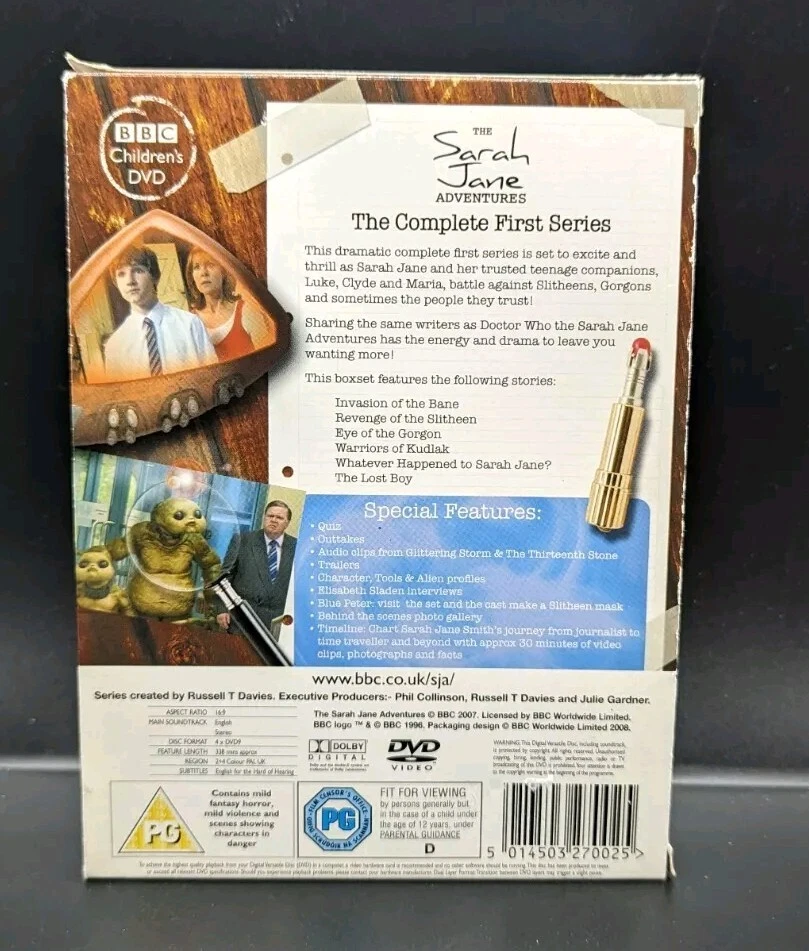 BBC
Children's
DVD
THE
Sarah
Jane
ADVENTURES
The Complete First Series
This dramatic complete first series is set to excite and
thrill as Sarah Jane and her trusted teenage companions,
Luke, Clyde and Maria, battle against Slitheens, Gorgons
and sometimes the people they trust!
Sharing the same writers as Doctor Who the Sarah Jane
Adventures has the energy and drama to leave you
wanting more!
This boxset features the following stories:
Invasion of the Bane
Revenge of the Slitheen
Eye of the Gorgon
Warriors of Kudlak
Whatever Happened to Sarah Jane?
The Lost Boy
Special Features:
• Quiz
• Outtakes
• Audio clips from Glittering Storm & The Thirteenth Stone
• Trailers
• Character, Tools & Alien profiles
• Elisabeth Sladen interviews
• Blue Peter: visit the set and the cast make a Slitheen mask
• Behind the scenes photo gallery
• Timeline: Chart Sarah Jane Smith's journey from journalist to
time traveller and beyond with approx 30 minutes of video
clips, photographs and facts
www.bbc.co.uk/sja/
Series created by Russell T Davies. Executive Producers:- Phil Collinson, Russell T Davies and Julie Gardner.
ASPECT RATIO 16:9
MAIN SOUNDTRACK English
Stereo
DISC FORMAT 4 x DVD9
FEATURE LENGTH 338 mins approx
REGION 2+4 Colour PAL UK
SUBTITLES English for the Hard of Hearing
The Sarah Jane Adventures © BBC 2007. Licensed by BBC Worldwide Limited.
BBC logo ™ & © BBC 1996. Packaging design © BBC Worldwide Limited 2008.
DOLBY
DIGITAL
DVD
VIDEO
PG
Contains mild
fantasy horror,
mild violence and
scenes showing
characters in
danger
FILM CENSOR'S OFFICE
PG
FIT FOR VIEWING
by persons generally but
in the case of a child under
the age of 12 years, under
PARENTAL GUIDANCE
D
5 014503 270025 >